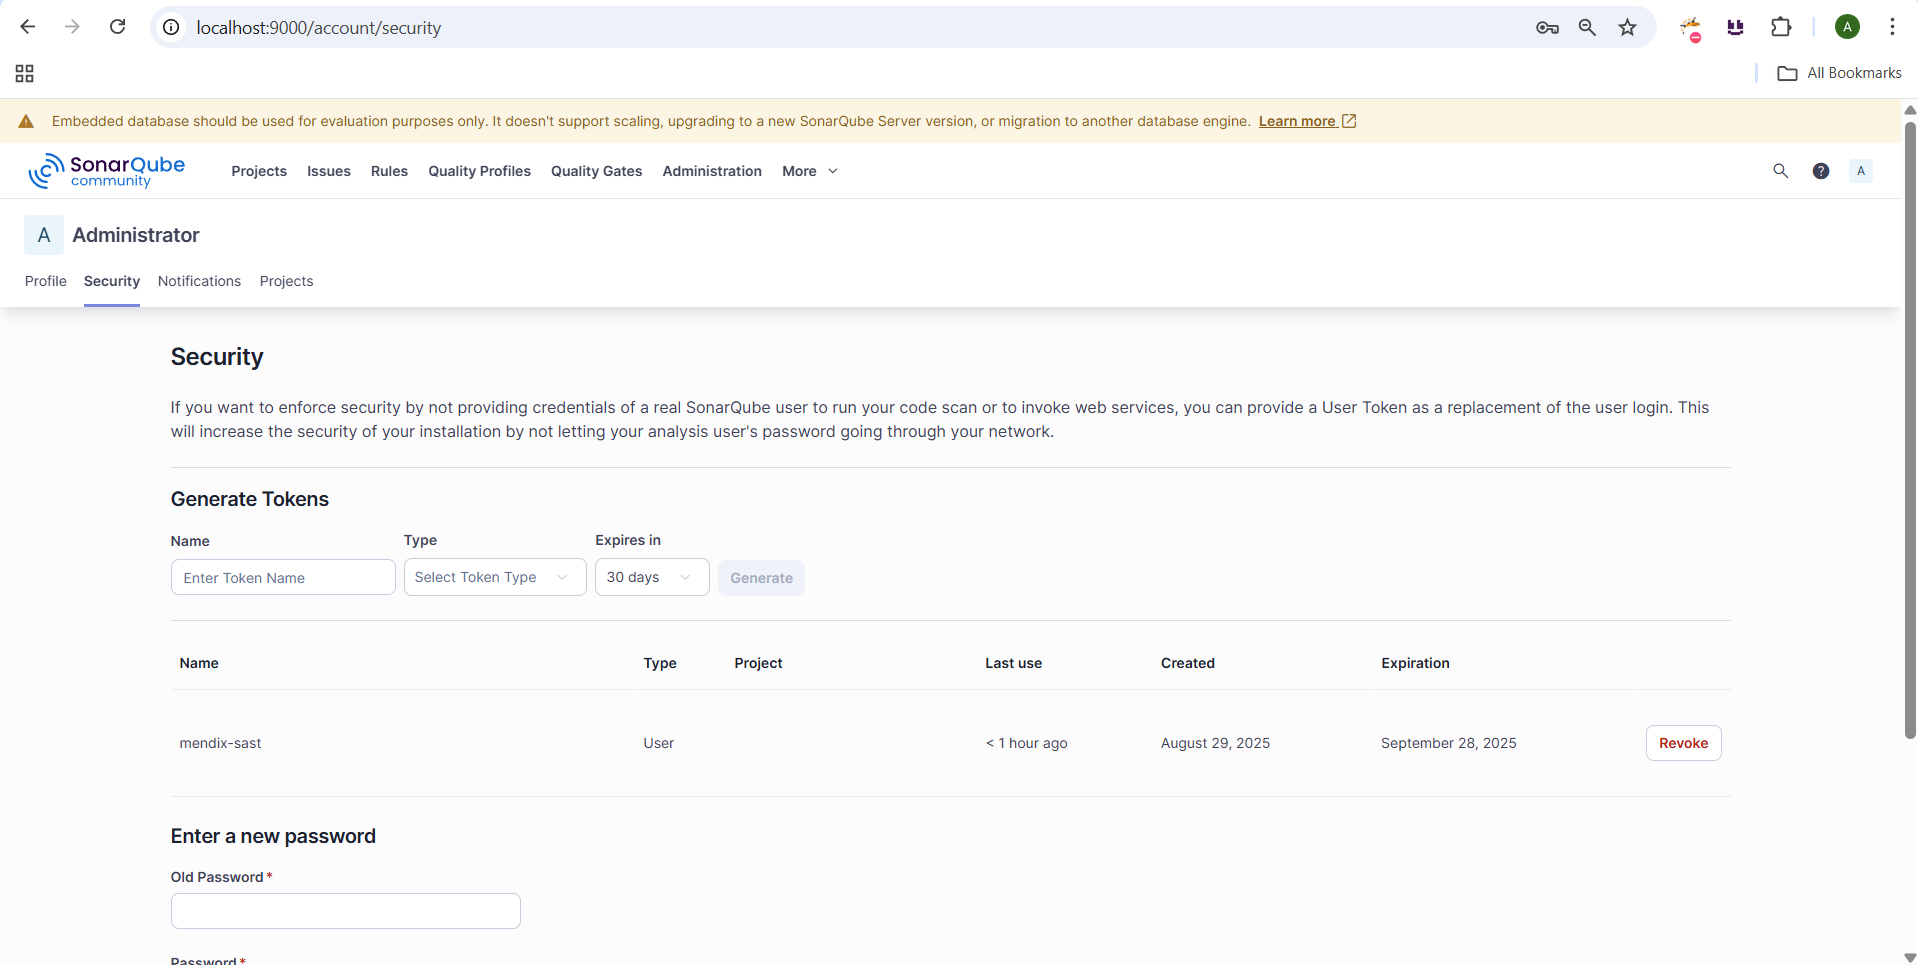 localhost:9000/account/security
A
All Bookmarks
Embedded database should be used for evaluation purposes only. It doesn't support scaling, upgrading to a new SonarQube Server version, or migration to another database engine. Learn more
SonarQube
community
Projects Issues Rules Quality Profiles Quality Gates Administration More ? A
A Administrator
Profile Security Notifications Projects
Security
If you want to enforce security by not providing credentials of a real SonarQube user to run your code scan or to invoke web services, you can provide a User Token as a replacement of the user login. This
will increase the security of your installation by not letting your analysis user's password going through your network.
Generate Tokens
Name Type Expires in
Enter Token Name Select Token Type 30 days Generate
Name Type Project Last use Created Expiration
mendix-sast User < 1 hour ago August 29, 2025 September 28, 2025 Revoke
Enter a new password
Old Password *
Password *